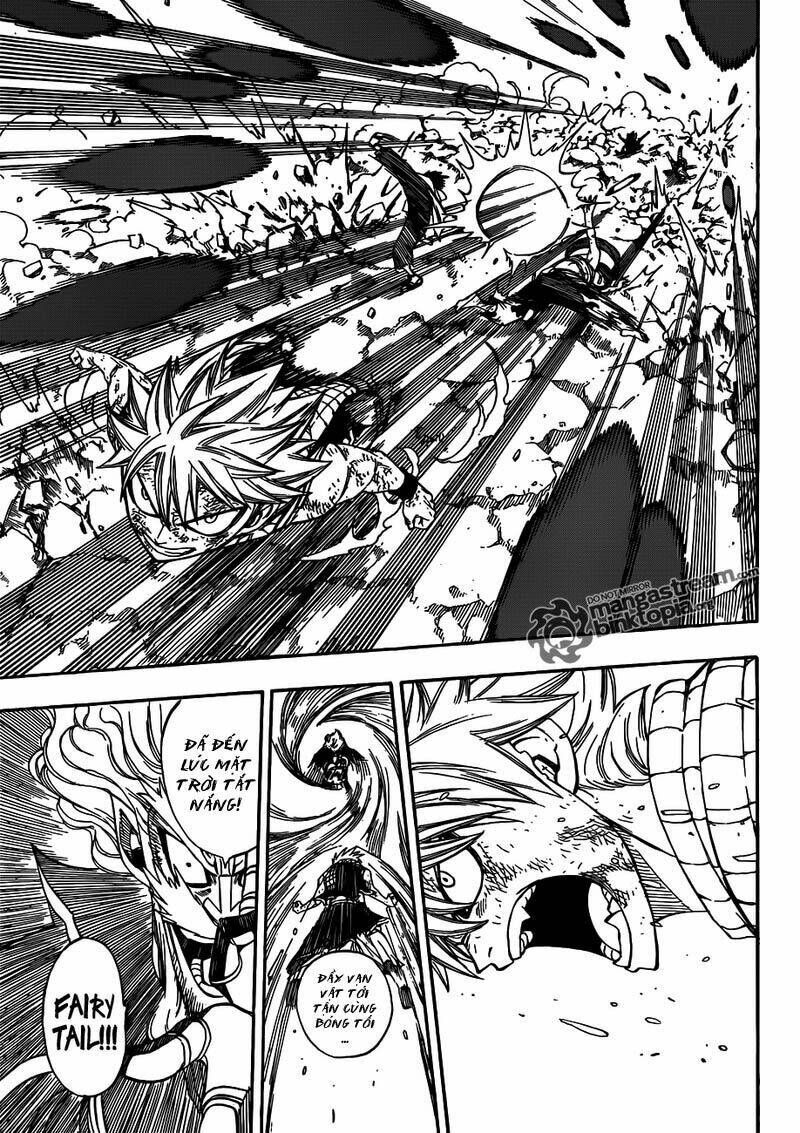 DO NOT MIRROR
mangastream.com
binktopia.org
ĐÃ ĐẾN
LÚC MẶT
TRỜI TẮT
NẮNG!
ĐẨY VẠN
VẬT TỚI
TẬN CÙNG
BÓNG TỐI
...
FAIRY
TAIL!!!